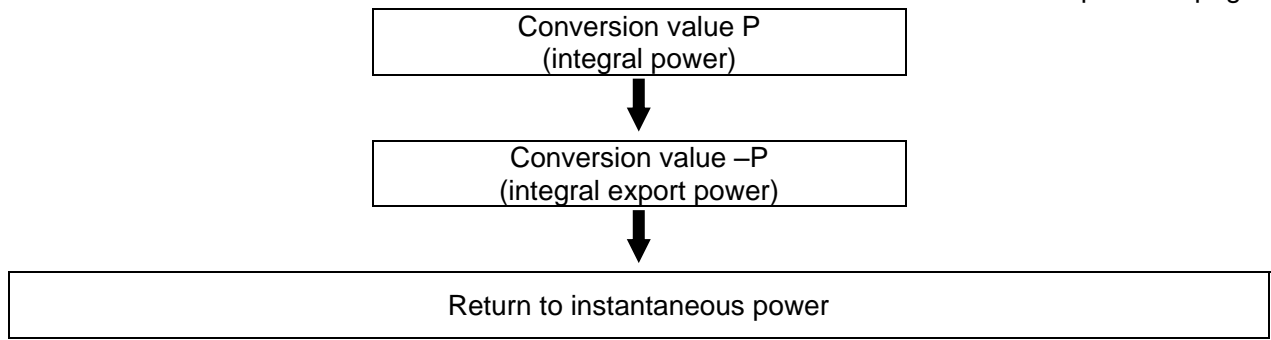 Conversion value P
(integral power)
Conversion value –P
(integral export power)
Return to instantaneous power